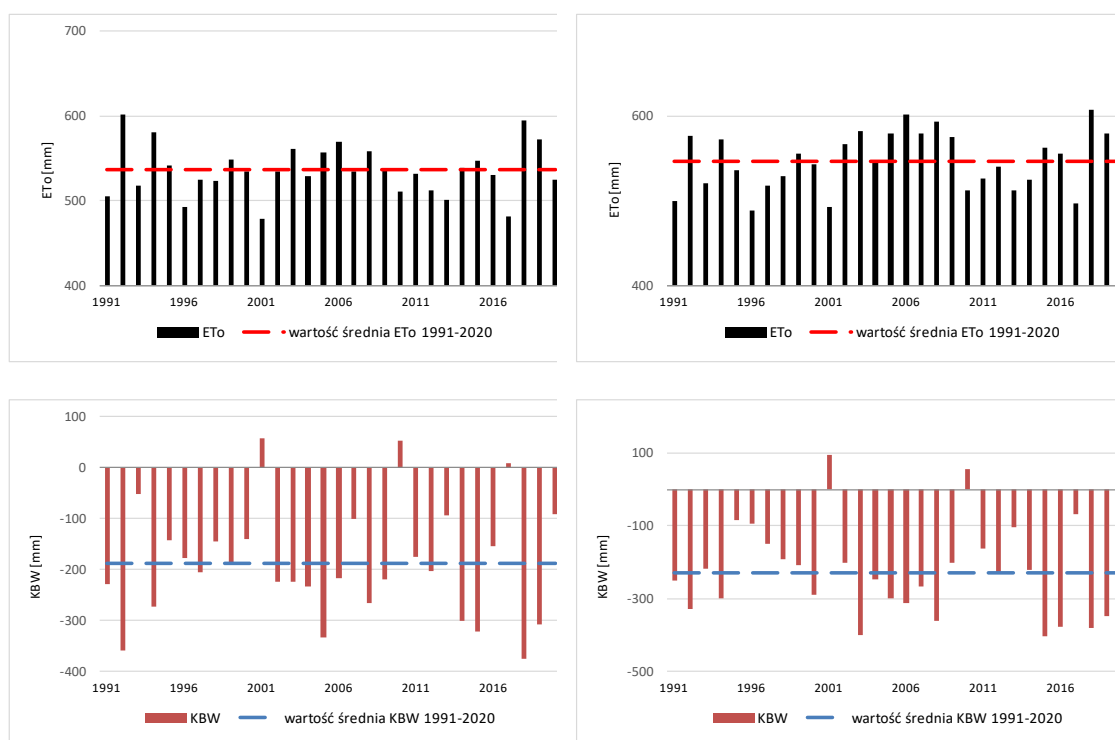 700
600
500
400
ETo [mm]
1991 1996 2001 2006 2011 2016
ETo wartość średnia ETo 1991-2020
600
500
400
ETo [mm]
1991 1996 2001 2006 2011 2016
ETo wartość średnia ETo 1991-2020
100
0
-100
-200
-300
-400
KBW [mm]
1991 1996 2001 2006 2011 2016
KBW wartość średnia KBW 1991-2020
100
-100
-300
-500
KBW [mm]
1991 1996 2001 2006 2011 2016
KBW wartość średnia KBW 1991-2020